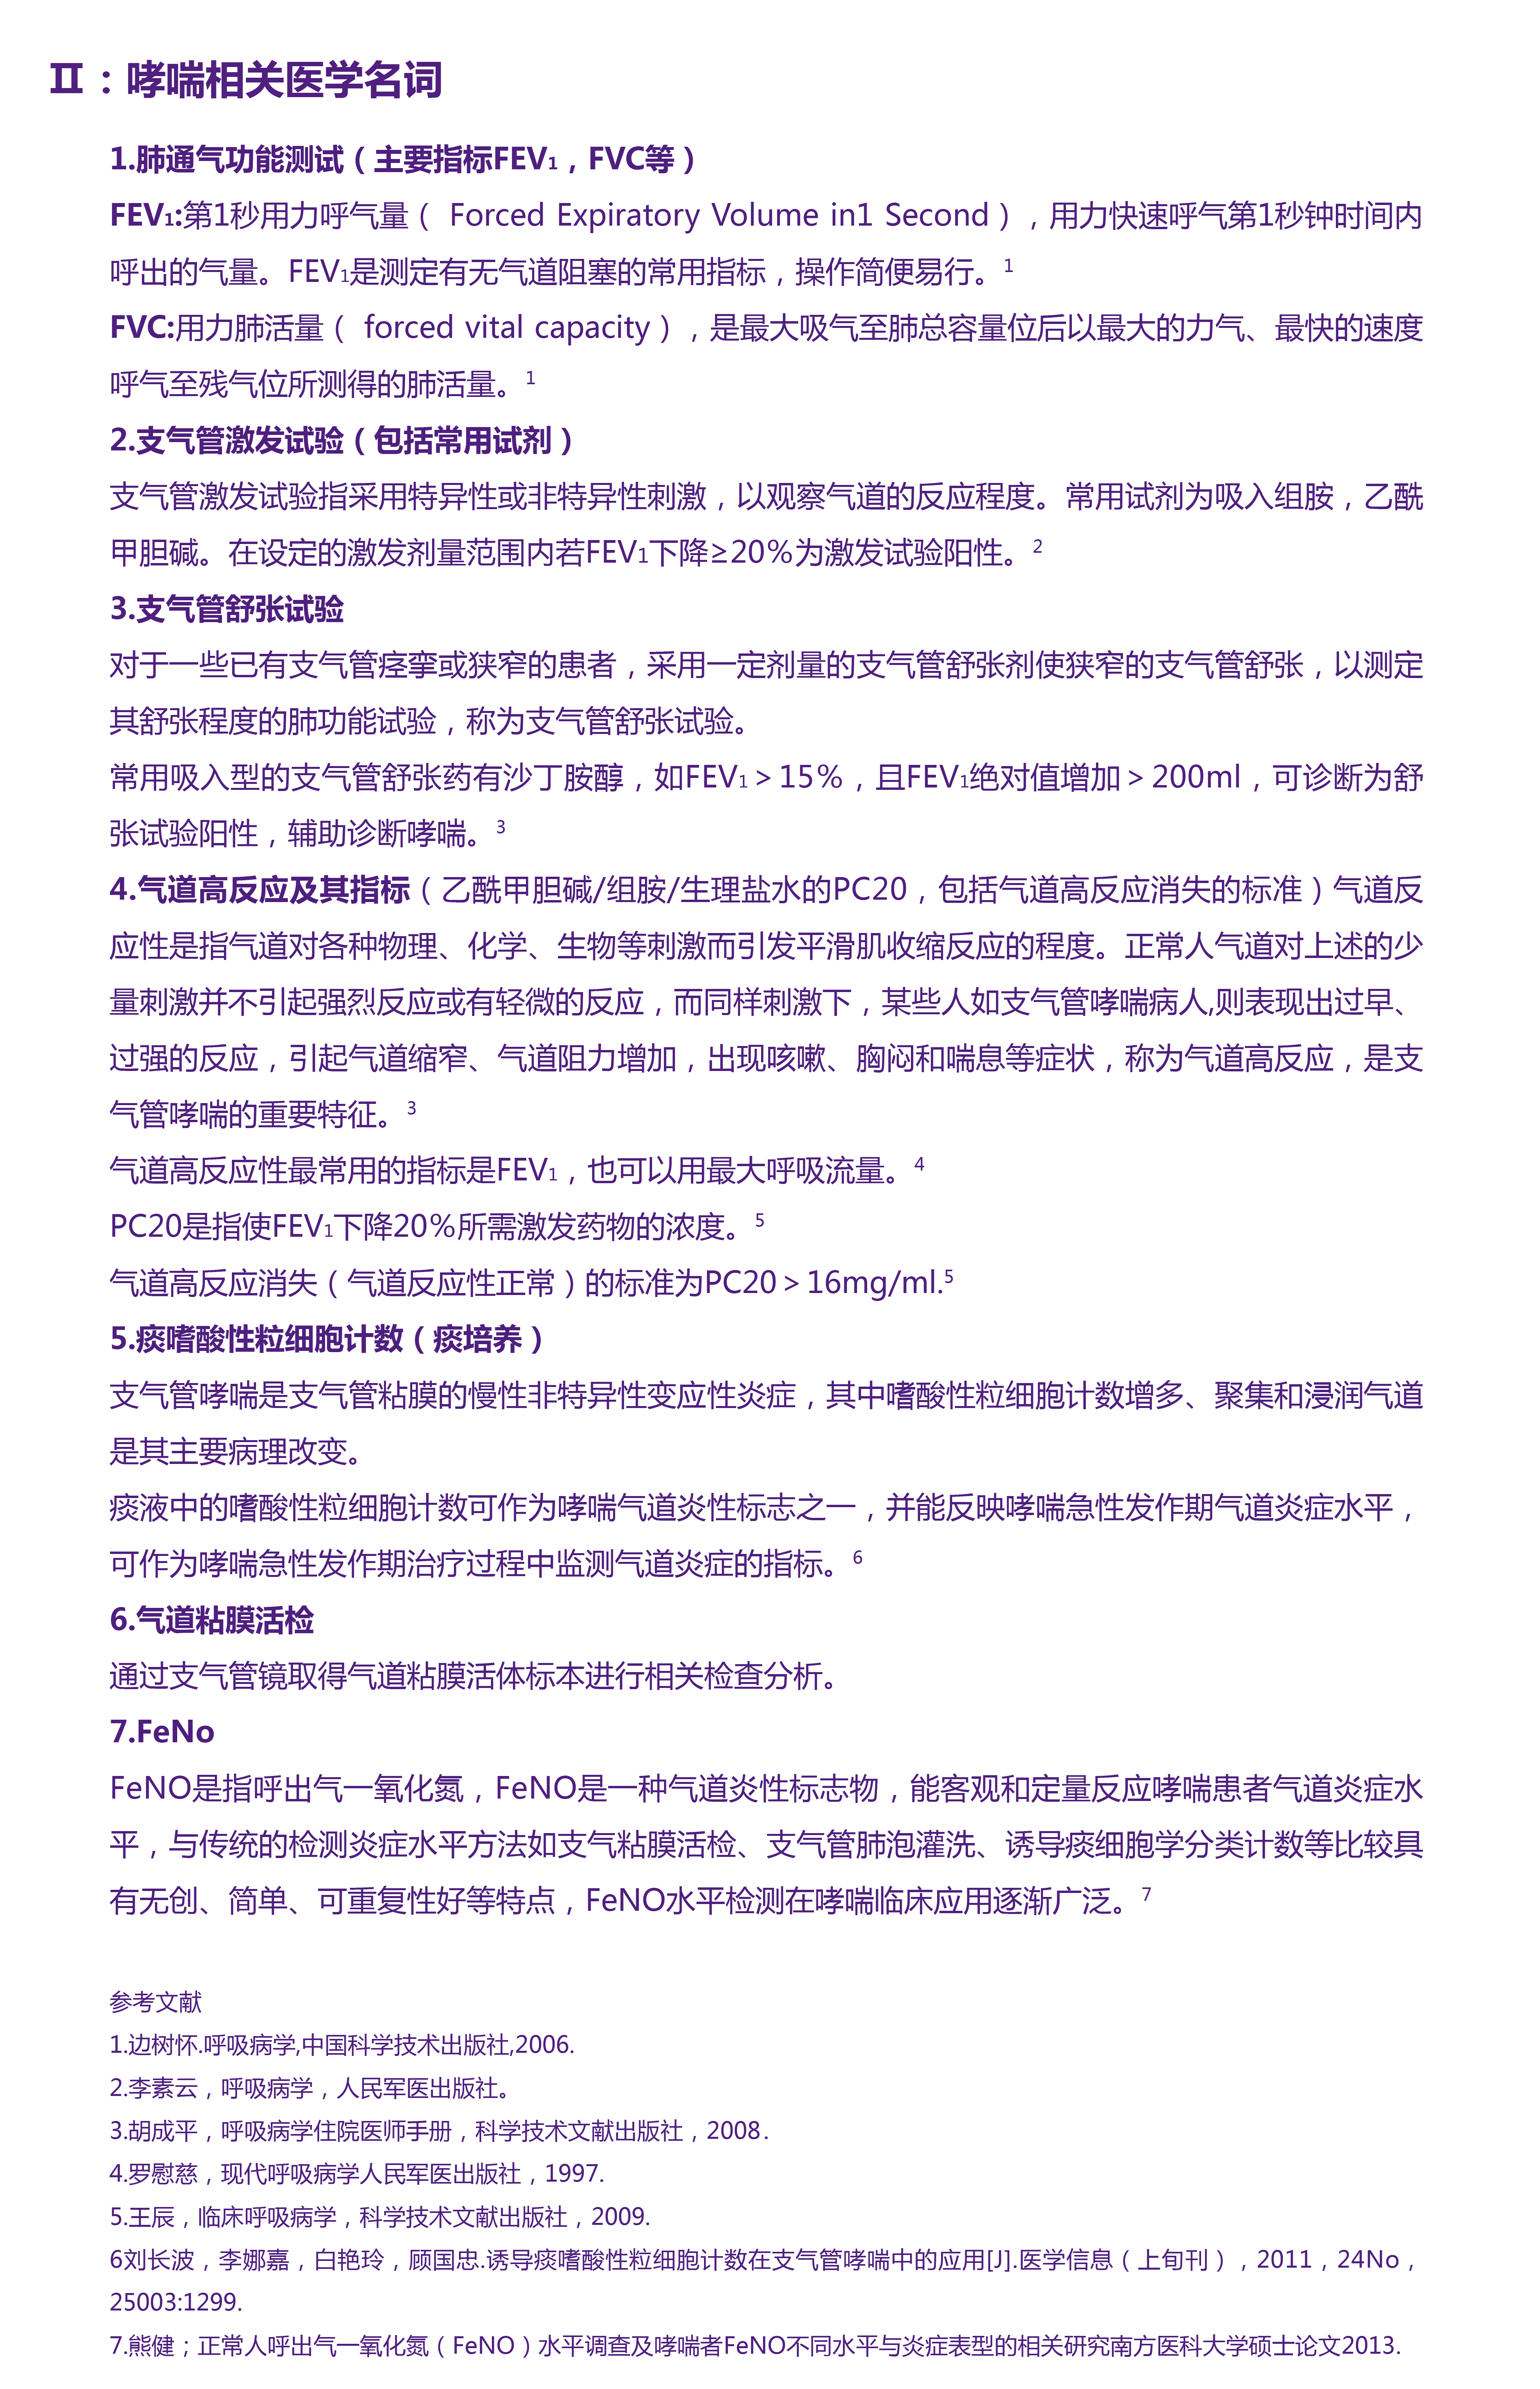 Ⅱ：哮喘相关医学名词
1.肺通气功能测试（主要指标FEV₁，FVC等）
FEV₁:第1秒用力呼气量（ Forced Expiratory Volume in1 Second），用力快速呼气第1秒钟时间内
呼出的气量。FEV₁是测定有无气道阻塞的常用指标，操作简便易行。¹
FVC:用力肺活量（ forced vital capacity），是最大吸气至肺总容量位后以最大的力气、最快的速度
呼气至残气位所测得的肺活量。¹
2.支气管激发试验（包括常用试剂）
支气管激发试验指采用特异性或非特异性刺激，以观察气道的反应程度。常用试剂为吸入组胺，乙酰
甲胆碱。在设定的激发剂量范围内若FEV₁下降≥20%为激发试验阳性。²
3.支气管舒张试验
对于一些已有支气管痉挛或狭窄的患者，采用一定剂量的支气管舒张剂使狭窄的支气管舒张，以测定
其舒张程度的肺功能试验，称为支气管舒张试验。
常用吸入型的支气管舒张药有沙丁胺醇，如FEV₁＞15%，且FEV₁绝对值增加＞200ml，可诊断为舒
张试验阳性，辅助诊断哮喘。³
4.气道高反应及其指标（乙酰甲胆碱/组胺/生理盐水的PC20，包括气道高反应消失的标准）气道反
应性是指气道对各种物理、化学、生物等刺激而引发平滑肌收缩反应的程度。正常人气道对上述的少
量刺激并不引起强烈反应或有轻微的反应，而同样刺激下，某些人如支气管哮喘病人,则表现出过早、
过强的反应，引起气道缩窄、气道阻力增加，出现咳嗽、胸闷和喘息等症状，称为气道高反应，是支
气管哮喘的重要特征。³
气道高反应性最常用的指标是FEV₁，也可以用最大呼吸流量。⁴
PC20是指使FEV₁下降20%所需激发药物的浓度。⁵
气道高反应消失（气道反应性正常）的标准为PC20＞16mg/ml.⁵
5.痰嗜酸性粒细胞计数（痰培养）
支气管哮喘是支气管粘膜的慢性非特异性变应性炎症，其中嗜酸性粒细胞计数增多、聚集和浸润气道
是其主要病理改变。
痰液中的嗜酸性粒细胞计数可作为哮喘气道炎性标志之一，并能反映哮喘急性发作期气道炎症水平，
可作为哮喘急性发作期治疗过程中监测气道炎症的指标。⁶
6.气道粘膜活检
通过支气管镜取得气道粘膜活体标本进行相关检查分析。
7.FeNo
FeNO是指呼出气一氧化氮，FeNO是一种气道炎性标志物，能客观和定量反应哮喘患者气道炎症水
平，与传统的检测炎症水平方法如支气粘膜活检、支气管肺泡灌洗、诱导痰细胞学分类计数等比较具
有无创、简单、可重复性好等特点，FeNO水平检测在哮喘临床应用逐渐广泛。⁷
参考文献
1.边树怀.呼吸病学,中国科学技术出版社,2006.
2.李素云，呼吸病学，人民军医出版社。
3.胡成平，呼吸病学住院医师手册，科学技术文献出版社，2008.
4.罗慰慈，现代呼吸病学人民军医出版社，1997.
5.王辰，临床呼吸病学，科学技术文献出版社，2009.
6刘长波，李娜嘉，白艳玲，顾国忠.诱导痰嗜酸性粒细胞计数在支气管哮喘中的应用[J].医学信息（上旬刊），2011，24No，
25003:1299.
7.熊健；正常人呼出气一氧化氮（FeNO）水平调查及哮喘者FeNO不同水平与炎症表型的相关研究南方医科大学硕士论文2013.